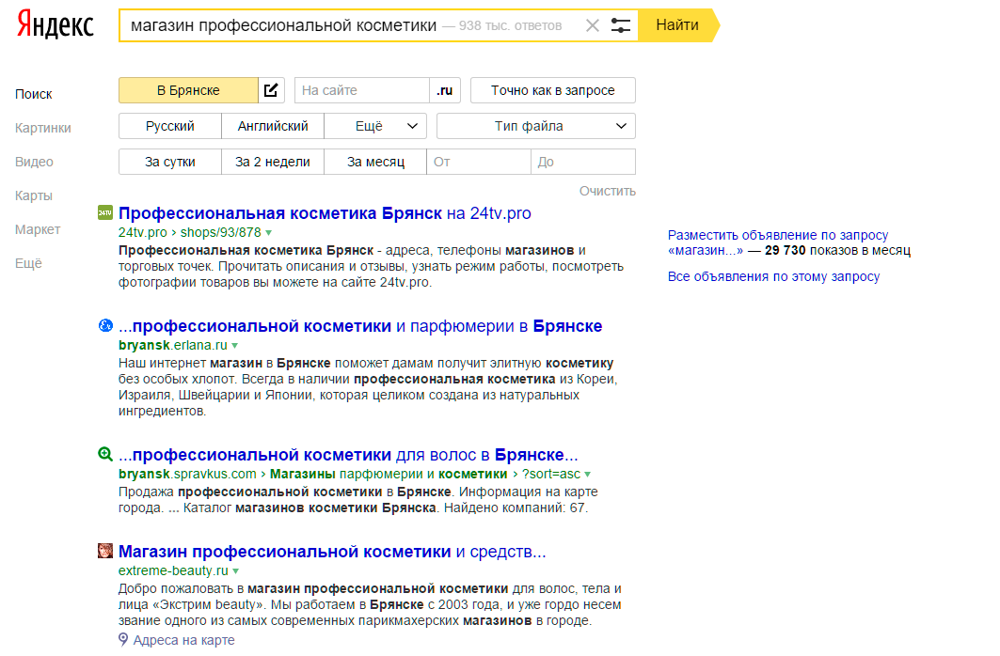 Яндекс
магазин профессиональной косметики — 938 тыс. ответов
Найти
Поиск
Картинки
Видео
Карты
Маркет
Ещё
В Брянске
На сайте
.ru
Точно как в запросе
Русский
Английский
Ещё
Тип файла
За сутки
За 2 недели
За месяц
От
До
Очистить
24TV
Профессиональная косметика Брянск на 24tv.pro
24tv.pro › shops/93/878
Профессиональная косметика Брянск - адреса, телефоны магазинов и
торговых точек. Прочитать описания и отзывы, узнать режим работы, посмотреть
фотографии товаров вы можете на сайте 24tv.pro.
...профессиональной косметики и парфюмерии в Брянске
bryansk.erlana.ru
Наш интернет магазин в Брянске поможет дамам получит элитную косметику
без особых хлопот. Всегда в наличии профессиональная косметика из Кореи,
Израиля, Швейцарии и Японии, которая целиком создана из натуральных
ингредиентов.
...профессиональной косметики для волос в Брянске...
bryansk.spravkus.com › Магазины парфюмерии и косметики › ?sort=asc
Продажа профессиональной косметики в Брянске. Информация на карте
города. ... Каталог магазинов косметики Брянска. Найдено компаний: 67.
Магазин профессиональной косметики и средств...
extreme-beauty.ru
Добро пожаловать в магазин профессиональной косметики для волос, тела и
лица «Экстрим beauty». Мы работаем в Брянске с 2003 года, и уже гордо несем
звание одного из самых современных парикмахерских магазинов в городе.
Адреса на карте
Разместить объявление по запросу
«магазин...» — 29 730 показов в месяц
Все объявления по этому запросу